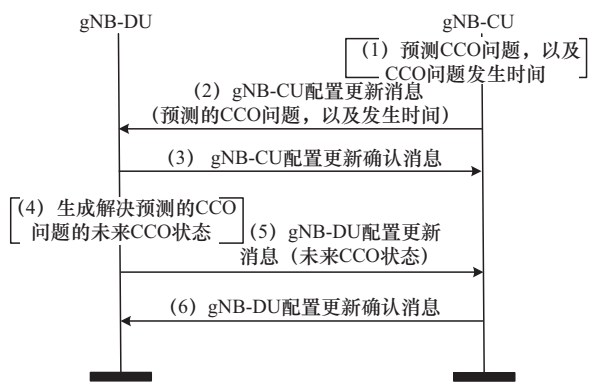 gNB-DU
gNB-CU
（1）预测CCO问题，以及
CCO问题发生时间
（2）gNB-CU配置更新消息
（预测的CCO问题，以及发生时间）
（3）gNB-CU配置更新确认消息
（4）生成解决预测的CCO
问题的未来CCO状态
（5）gNB-DU配置更新
消息（未来CCO状态）
（6）gNB-DU配置更新确认消息